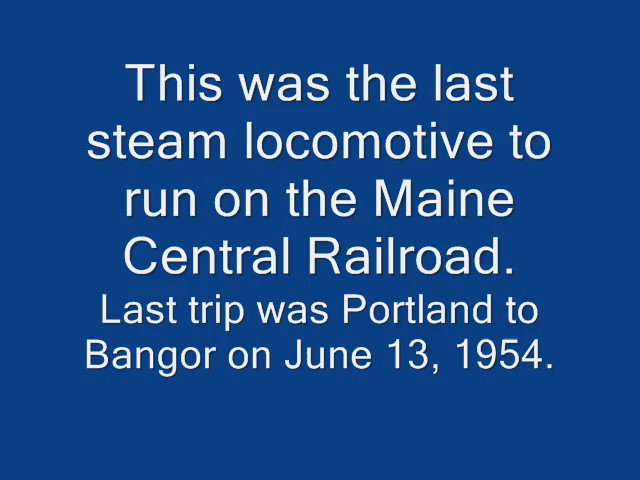 This was the last
steam locomotive to
run on the Maine
Central Railroad.
Last trip was Portland to
Bangor on June 13, 1954.